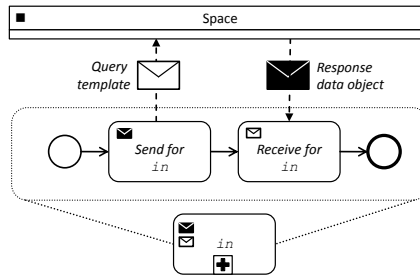 Space
Query
template
Response
data object
Send for
in
Receive for
in
in